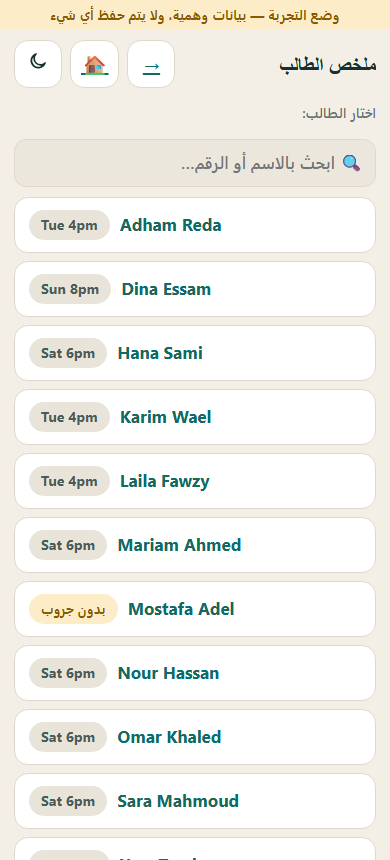 وضع التجربة — بيانات وهمية، ولا يتم حفظ أي شيء
ملخص الطالب
→
اختار الطالب:
🔍 ابحث بالاسم أو الرقم...
Tue 4pm Adham Reda
Sun 8pm Dina Essam
Sat 6pm Hana Sami
Tue 4pm Karim Wael
Tue 4pm Laila Fawzy
Sat 6pm Mariam Ahmed
بدون جروب Mostafa Adel
Sat 6pm Nour Hassan
Sat 6pm Omar Khaled
Sat 6pm Sara Mahmoud